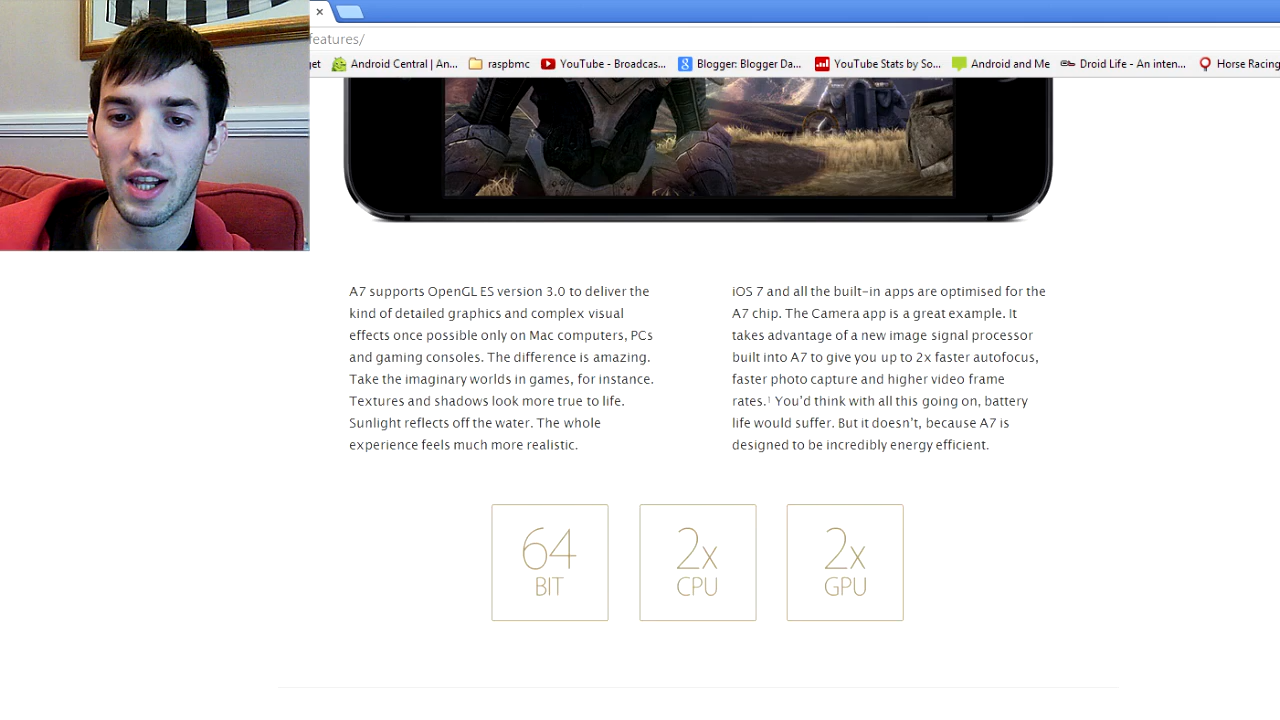 features/
get
Android Central | An...
raspbmc
YouTube - Broadcas...
Blogger: Blogger Da...
YouTube Stats by So...
Android and Me
Droid Life - An inten...
Horse Racing
A7 supports OpenGL ES version 3.0 to deliver the
kind of detailed graphics and complex visual
effects once possible only on Mac computers, PCs
and gaming consoles. The difference is amazing.
Take the imaginary worlds in games, for instance.
Textures and shadows look more true to life.
Sunlight reflects off the water. The whole
experience feels much more realistic.
iOS 7 and all the built-in apps are optimised for the
A7 chip. The Camera app is a great example. It
takes advantage of a new image signal processor
built into A7 to give you up to 2x faster autofocus,
faster photo capture and higher video frame
rates.¹ You'd think with all this going on, battery
life would suffer. But it doesn't, because A7 is
designed to be incredibly energy efficient.
64
BIT
2x
CPU
2x
GPU